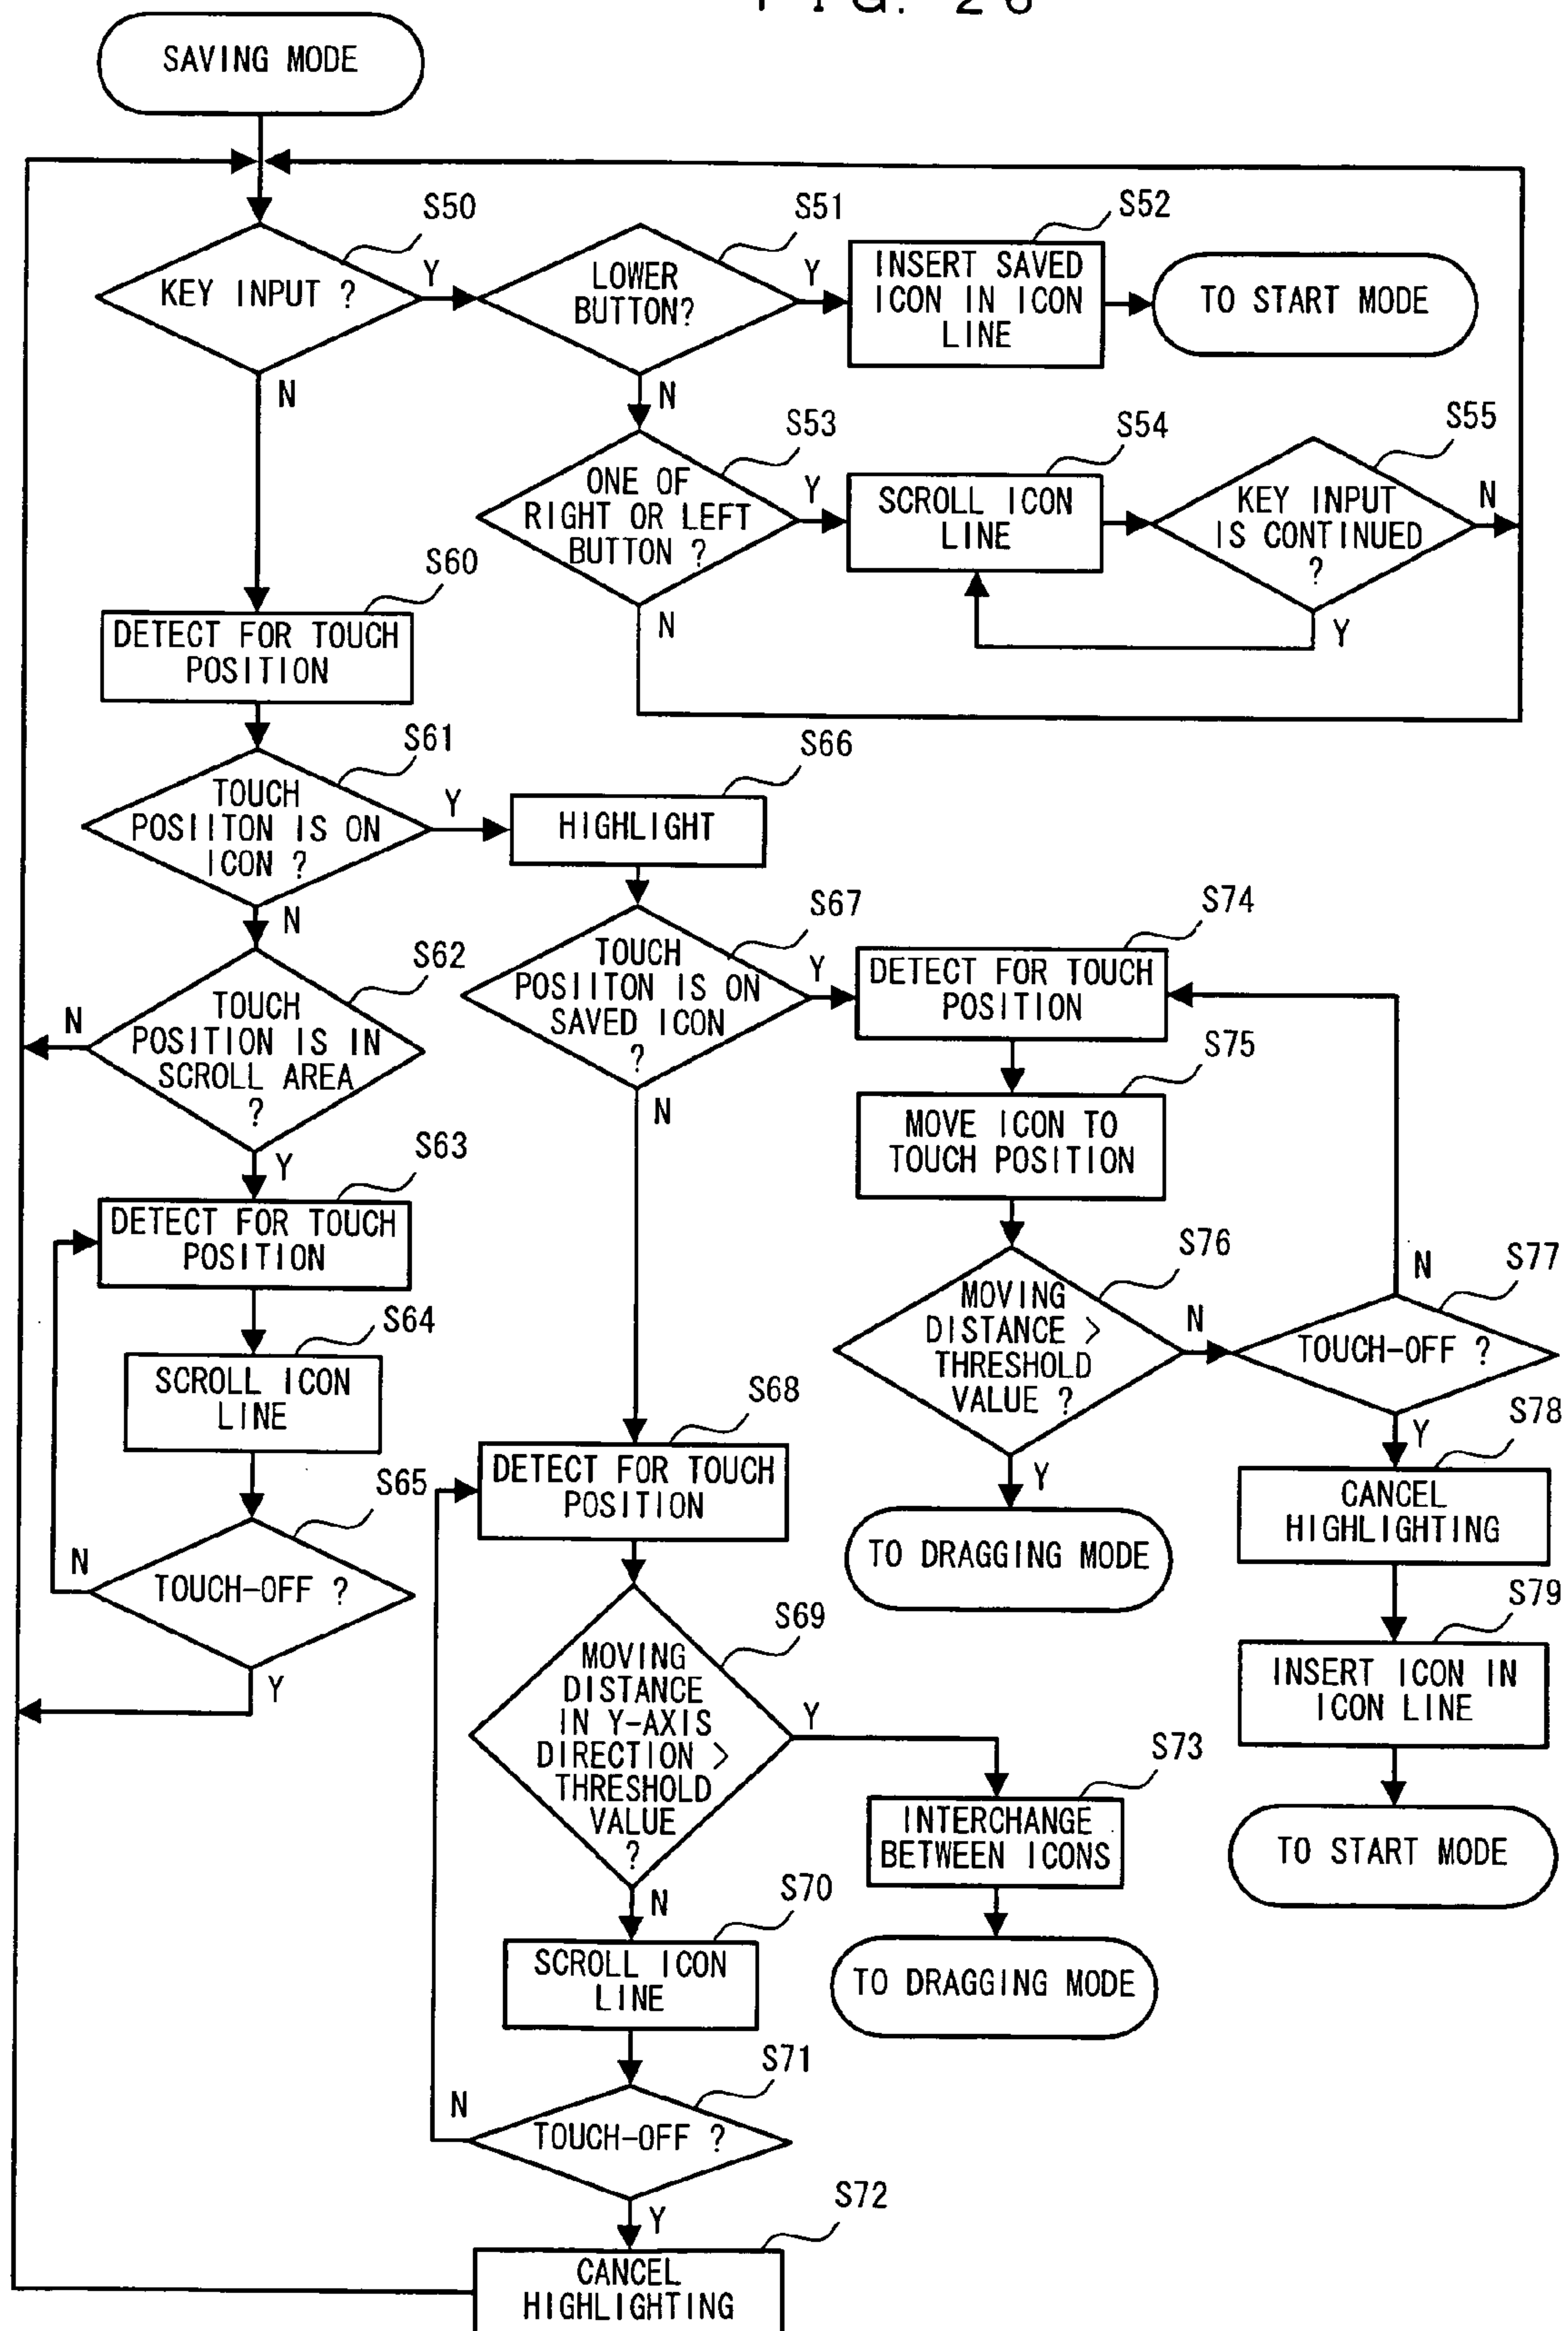 FIG. 26
SAVING MODE
S50
KEY INPUT ?
Y
N
S51
LOWER
BUTTON?
Y
N
S52
INSERT SAVED
ICON IN ICON
LINE
TO START MODE
S53
ONE OF
RIGHT OR LEFT
BUTTON ?
Y
N
S54
SCROLL ICON
LINE
S55
KEY INPUT
IS CONTINUED
?
N
Y
S60
DETECT FOR TOUCH
POSITION
S61
TOUCH
POSIITON IS ON
ICON ?
Y
N
S66
HIGHLIGHT
S62
TOUCH
POSITION IS IN
SCROLL AREA
?
N
Y
S67
TOUCH
POSIITON IS ON
SAVED ICON
?
Y
N
S74
DETECT FOR TOUCH
POSITION
S75
MOVE ICON TO
TOUCH POSITION
S63
DETECT FOR TOUCH
POSITION
S64
SCROLL ICON
LINE
S65
TOUCH-OFF ?
N
Y
S76
MOVING
DISTANCE >
THRESHOLD
VALUE ?
N
Y
TO DRAGGING MODE
S77
TOUCH-OFF ?
N
Y
S78
CANCEL
HIGHLIGHTING
S79
INSERT ICON IN
ICON LINE
TO START MODE
S68
DETECT FOR TOUCH
POSITION
S69
MOVING
DISTANCE
IN Y-AXIS
DIRECTION >
THRESHOLD
VALUE
?
Y
N
S73
INTERCHANGE
BETWEEN ICONS
TO DRAGGING MODE
S70
SCROLL ICON
LINE
S71
TOUCH-OFF ?
N
Y
S72
CANCEL
HIGHLIGHTING